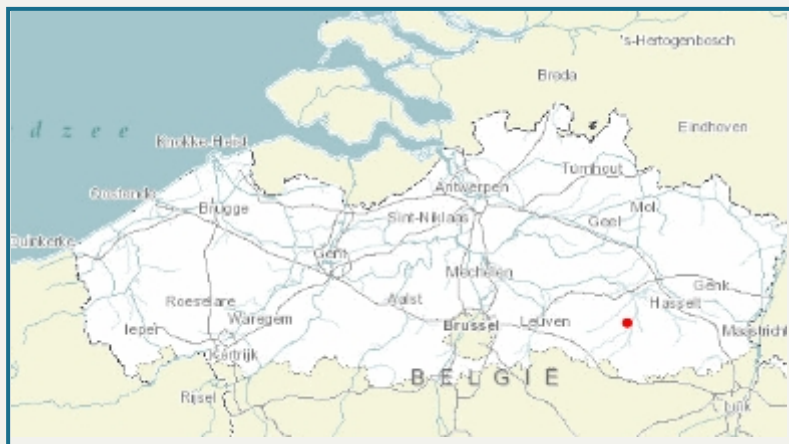 's-Hertogenbosch
Breda
Eindhoven
d z e e
Knokke-Heist
Turnhout
Antwerpen
Oostende
Mol
Brugge
Sint-Niklaas
Geel
Duinkerke
Gent
Mechelen
Genk
Roeselare
Aalst
Hasselt
Ieper
Waregem
Brussel
Leuven
Maastricht
Kortrijk
BELGIË
Rijsel
Luik